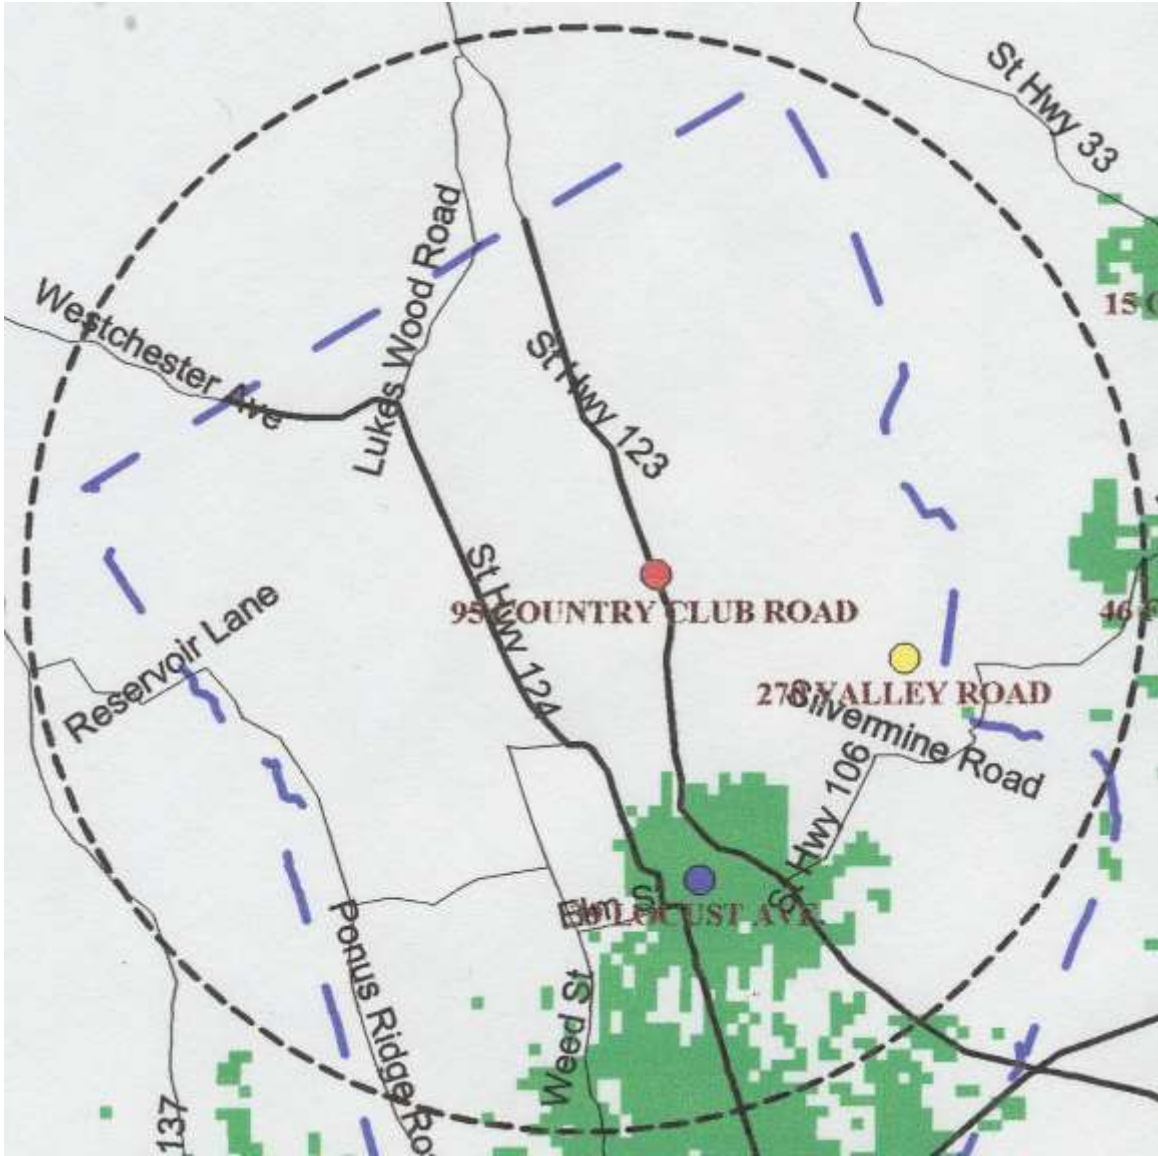 St Hwy 33
Lukes Wood Road
Westchester Ave
15
St Hwy 123
St Hwy 124
Reservoir Lane
95 COUNTRY CLUB ROAD
46
VALLEY ROAD
Silvermine Road
St Hwy 106
Elm St
LOCUST AVE
Ponus Ridge
Weed St
137